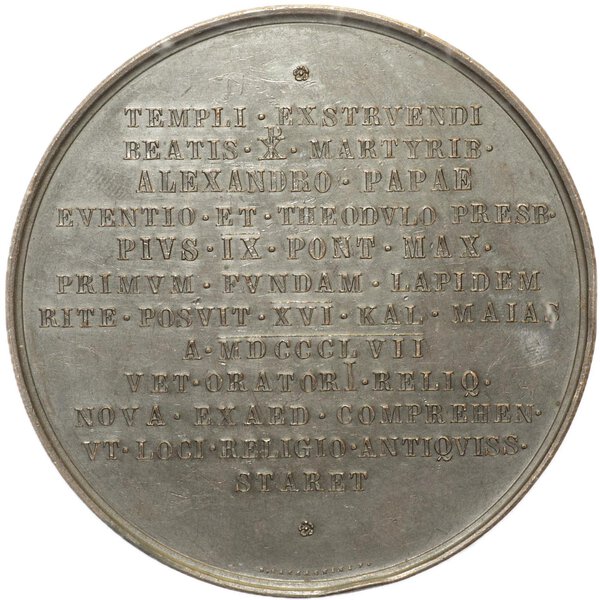 TEMPLI · EXSTRVENDI
BEATIS · ☧ · MARTYRIB ·
ALEXANDRO · PAPAE
EVENTIO · ET · THEODVLO PRESB ·
PIVS · IX · PONT · MAX ·
PRIMVM · FVNDAM · LAPIDEM
RITE · POSVIT · XVI · KAL · MAIAS
A · MDCCCLVII
VET · ORATORI · RELIQ ·
NOVA · EXAED · COMPREHEN ·
VT · LOCI · RELIGIO · ANTIQVISS ·
STARET